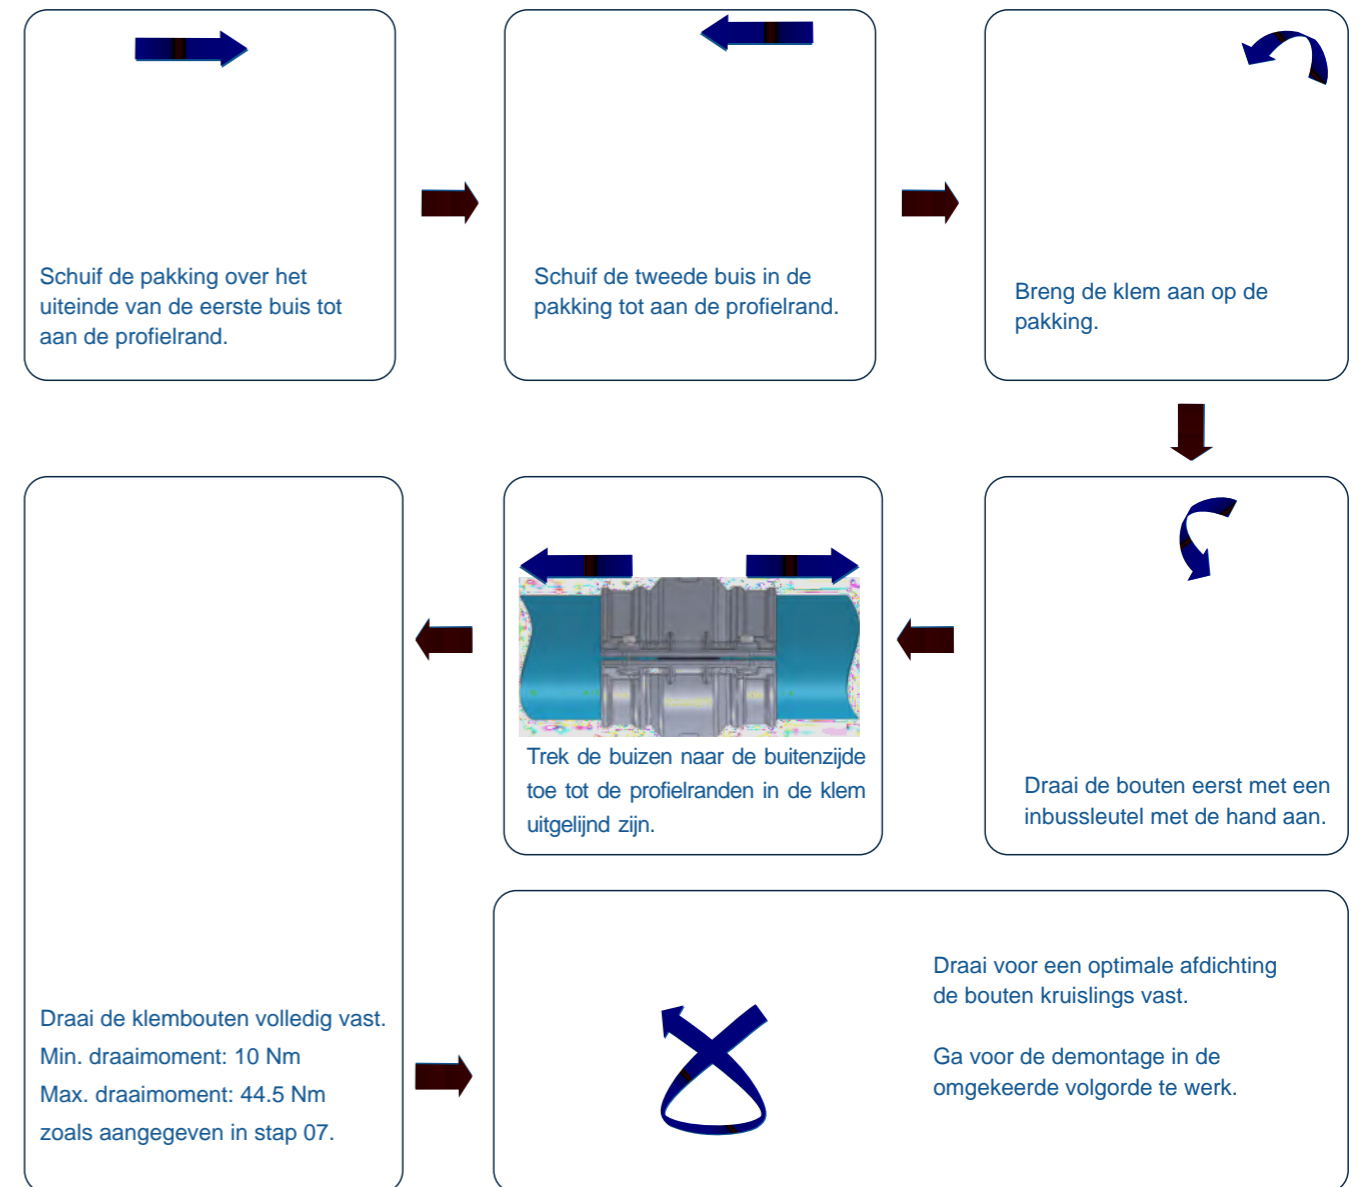 Schuif de pakking over het
uiteinde van de eerste buis tot
aan de profielrand.
Schuif de tweede buis in de
pakking tot aan de profielrand.
Breng de klem aan op de
pakking.
Draai de bouten eerst met een
inbussleutel met de hand aan.
Trek de buizen naar de buitenzijde
toe tot de profielranden in de klem
uitgelijnd zijn.
Draai de klembouten volledig vast.
Min. draaimoment: 10 Nm
Max. draaimoment: 44.5 Nm
zoals aangegeven in stap 07.
Draai voor een optimale afdichting
de bouten kruislings vast.
Ga voor de demontage in de
omgekeerde volgorde te werk.